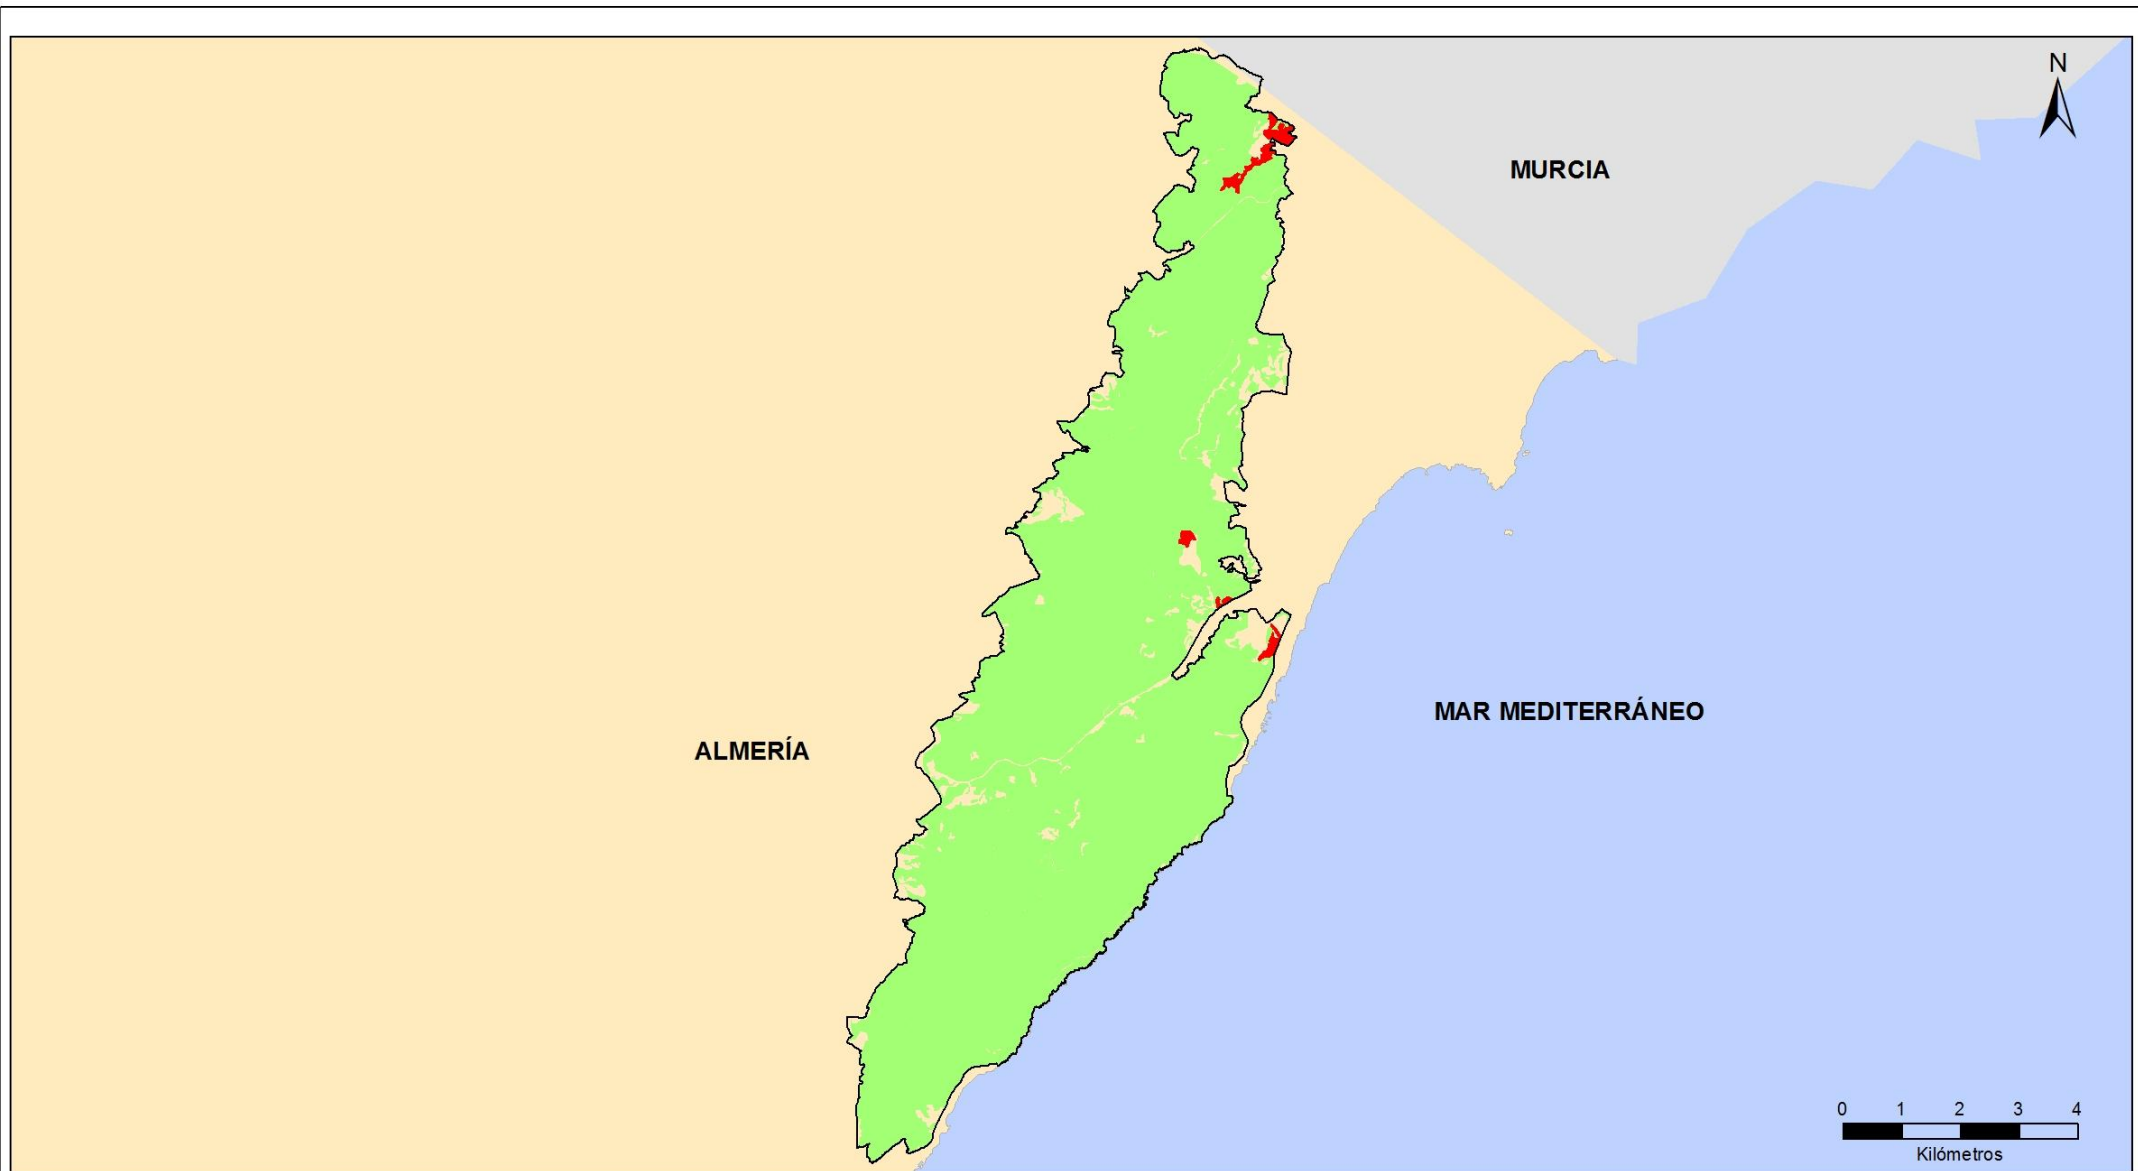 N
MURCIA
MAR MEDITERRÁNEO
ALMERÍA
0 1 2 3 4
Kilómetros